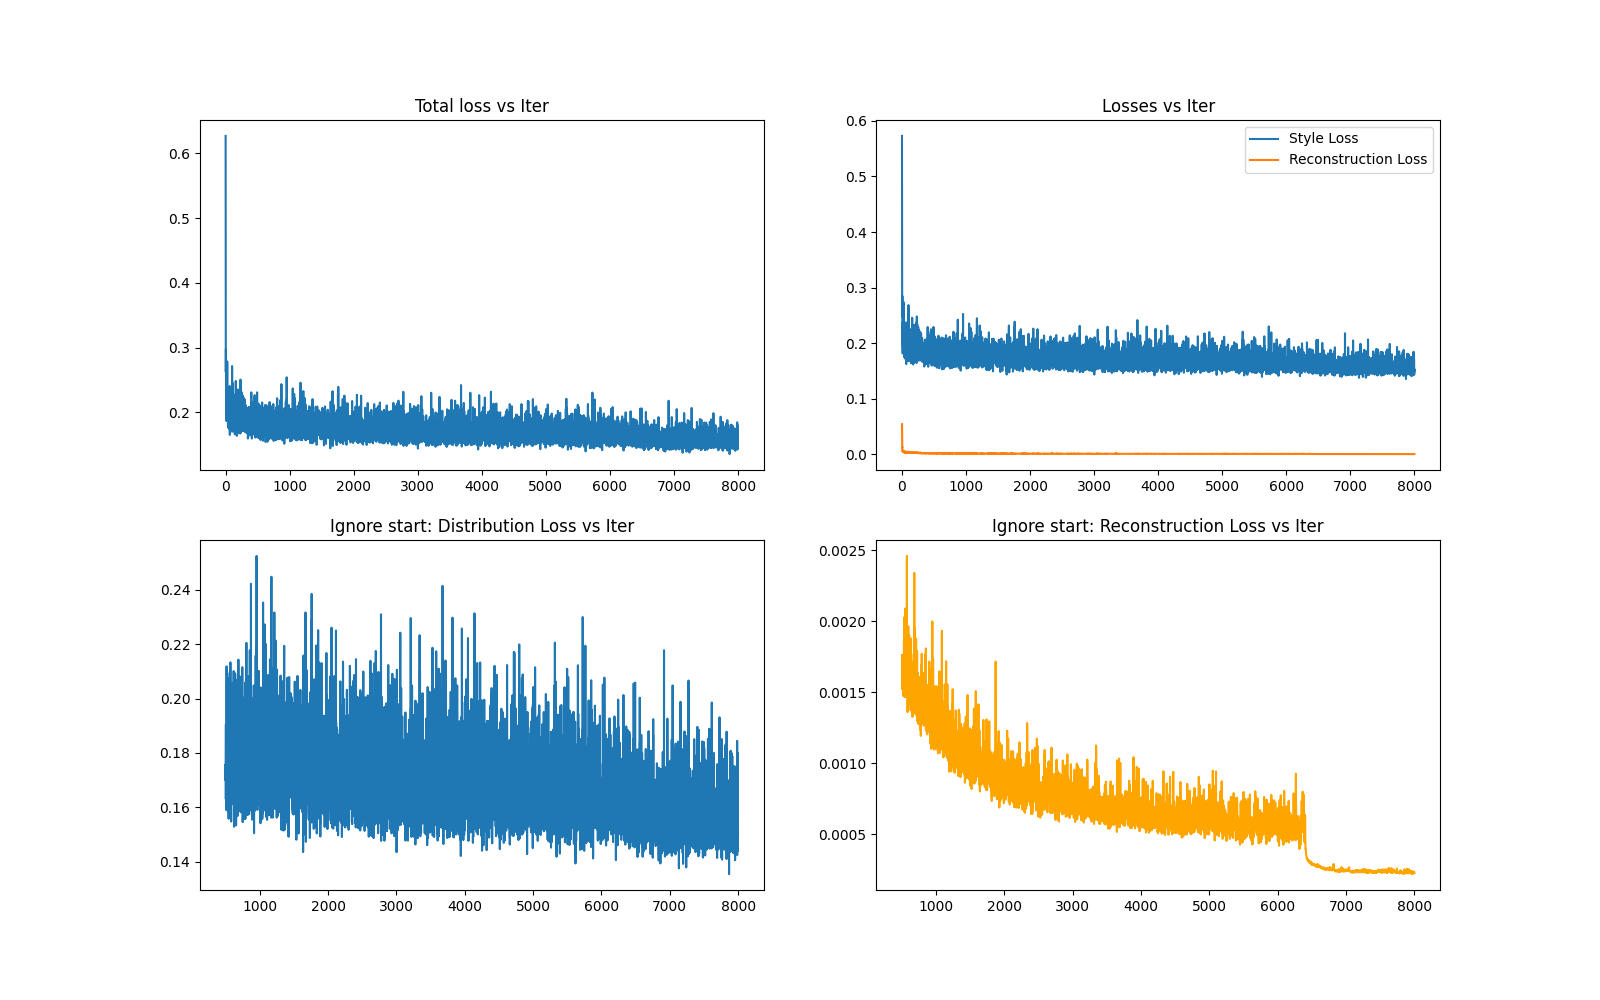 Total loss vs Iter
0.6
0.5
0.4
0.3
0.2
0 1000 2000 3000 4000 5000 6000 7000 8000
Losses vs Iter
Style Loss
Reconstruction Loss
0.6
0.5
0.4
0.3
0.2
0.1
0.0
0 1000 2000 3000 4000 5000 6000 7000 8000
Ignore start: Distribution Loss vs Iter
0.24
0.22
0.20
0.18
0.16
0.14
1000 2000 3000 4000 5000 6000 7000 8000
Ignore start: Reconstruction Loss vs Iter
0.0025
0.0020
0.0015
0.0010
0.0005
1000 2000 3000 4000 5000 6000 7000 8000